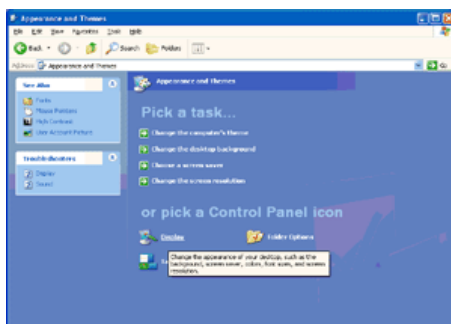 Appearance and Themes
File Edit View Favorites Tools Help
Back Search Folders
Address Appearance and Themes Go
See Also
Fonts
Mouse Pointers
High Contrast
User Account Picture
Troubleshooters
Display
Sound
Appearance and Themes
Pick a task...
Change the computer's theme
Change the desktop background
Choose a screen saver
Change the screen resolution
or pick a Control Panel icon
Display
Folder Options
Change the appearance of your desktop, such as the
background, screen saver, colors, font sizes, and screen
resolution.